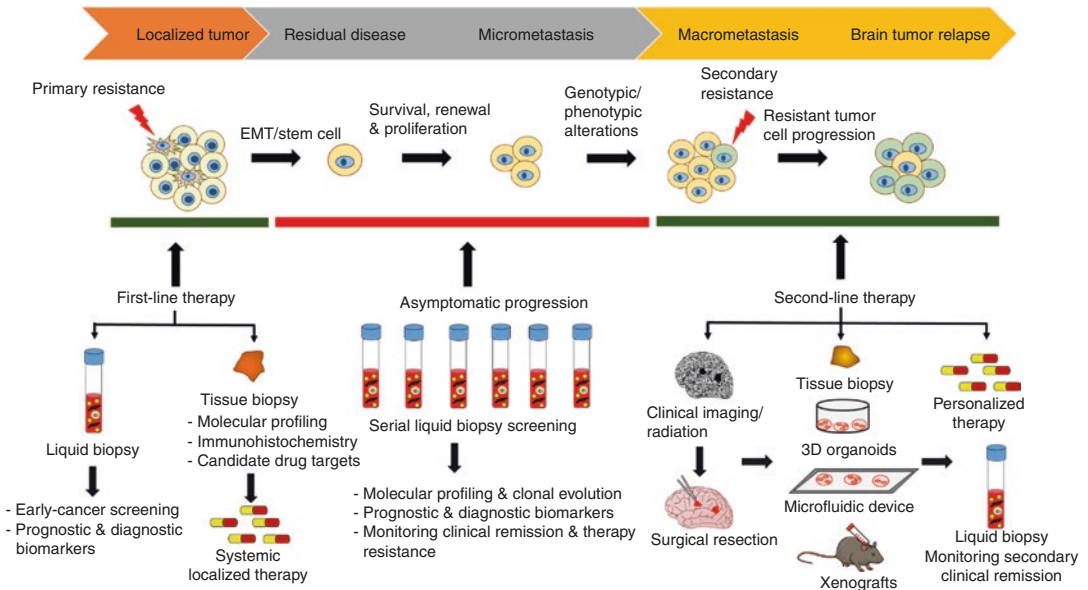 Localized tumor
Residual disease
Micrometastasis
Macrometastasis
Brain tumor relapse
Primary resistance
EMT/stem cell
Survival, renewal
& proliferation
Genotypic/
phenotypic
alterations
Secondary
resistance
Resistant tumor
cell progression
First-line therapy
Liquid biopsy
- Early-cancer screening
- Prognostic & diagnostic
biomarkers
Tissue biopsy
- Molecular profiling
- Immunohistochemistry
- Candidate drug targets
Systemic
localized therapy
Asymptomatic progression
Serial liquid biopsy screening
- Molecular profiling & clonal evolution
- Prognostic & diagnostic biomarkers
- Monitoring clinical remission & therapy
resistance
Second-line therapy
Clinical imaging/
radiation
Surgical resection
Tissue biopsy
3D organoids
Microfluidic device
Xenografts
Personalized
therapy
Liquid biopsy
Monitoring secondary
clinical remission